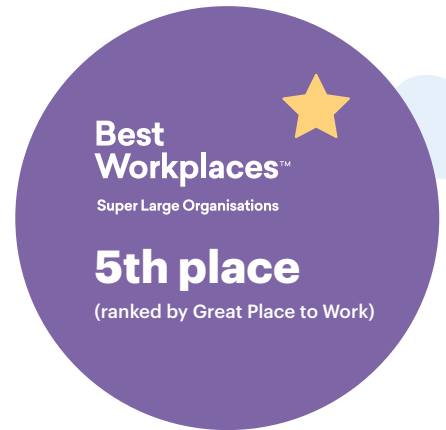 Best
Workplaces™
Super Large Organisations
5th place
(ranked by Great Place to Work)